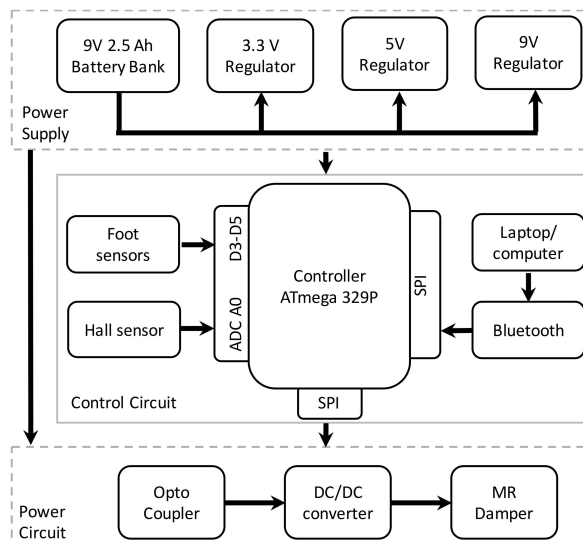 9V 2.5 Ah
Battery Bank
3.3 V
Regulator
5V
Regulator
9V
Regulator
Power
Supply
Foot
sensors
Hall sensor
D3-D5
ADC A0
Controller
ATmega 329P
SPI
Laptop/
computer
Bluetooth
SPI
Control Circuit
Opto
Coupler
DC/DC
converter
MR
Damper
Power
Circuit